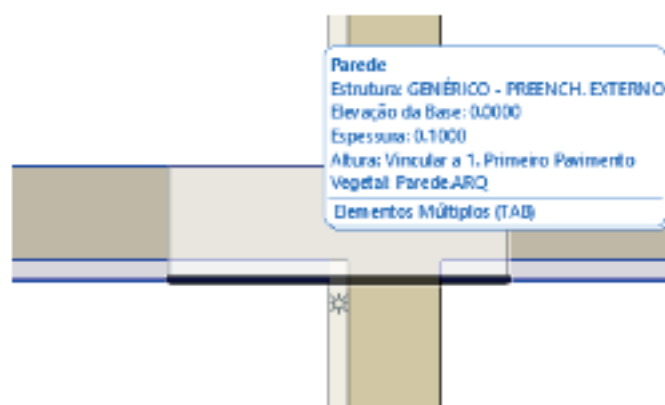 Parede
Estrutura: GENÉRICO - PREENCH. EXTERNO
Elevação da Base: 0.0000
Espessura: 0.1000
Altura: Vincular a 1. Primeiro Pavimento
Vegetal: Parede.ARQ
Elementos Múltiplos (TAB)